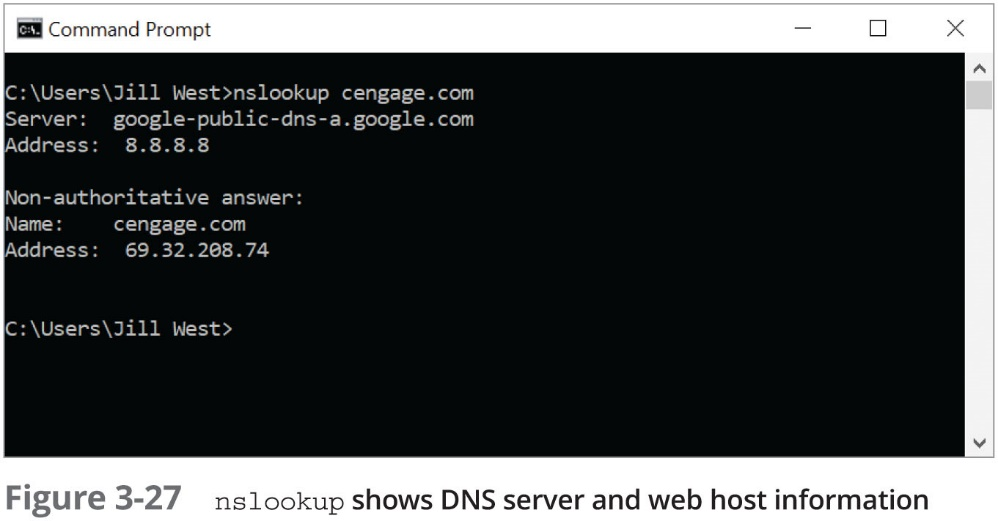 Command Prompt
C:\Users\Jill West>nslookup cengage.com
Server:  google-public-dns-a.google.com
Address:  8.8.8.8
Non-authoritative answer:
Name:    cengage.com
Address:  69.32.208.74
C:\Users\Jill West>
Figure 3-27 nslookup shows DNS server and web host information